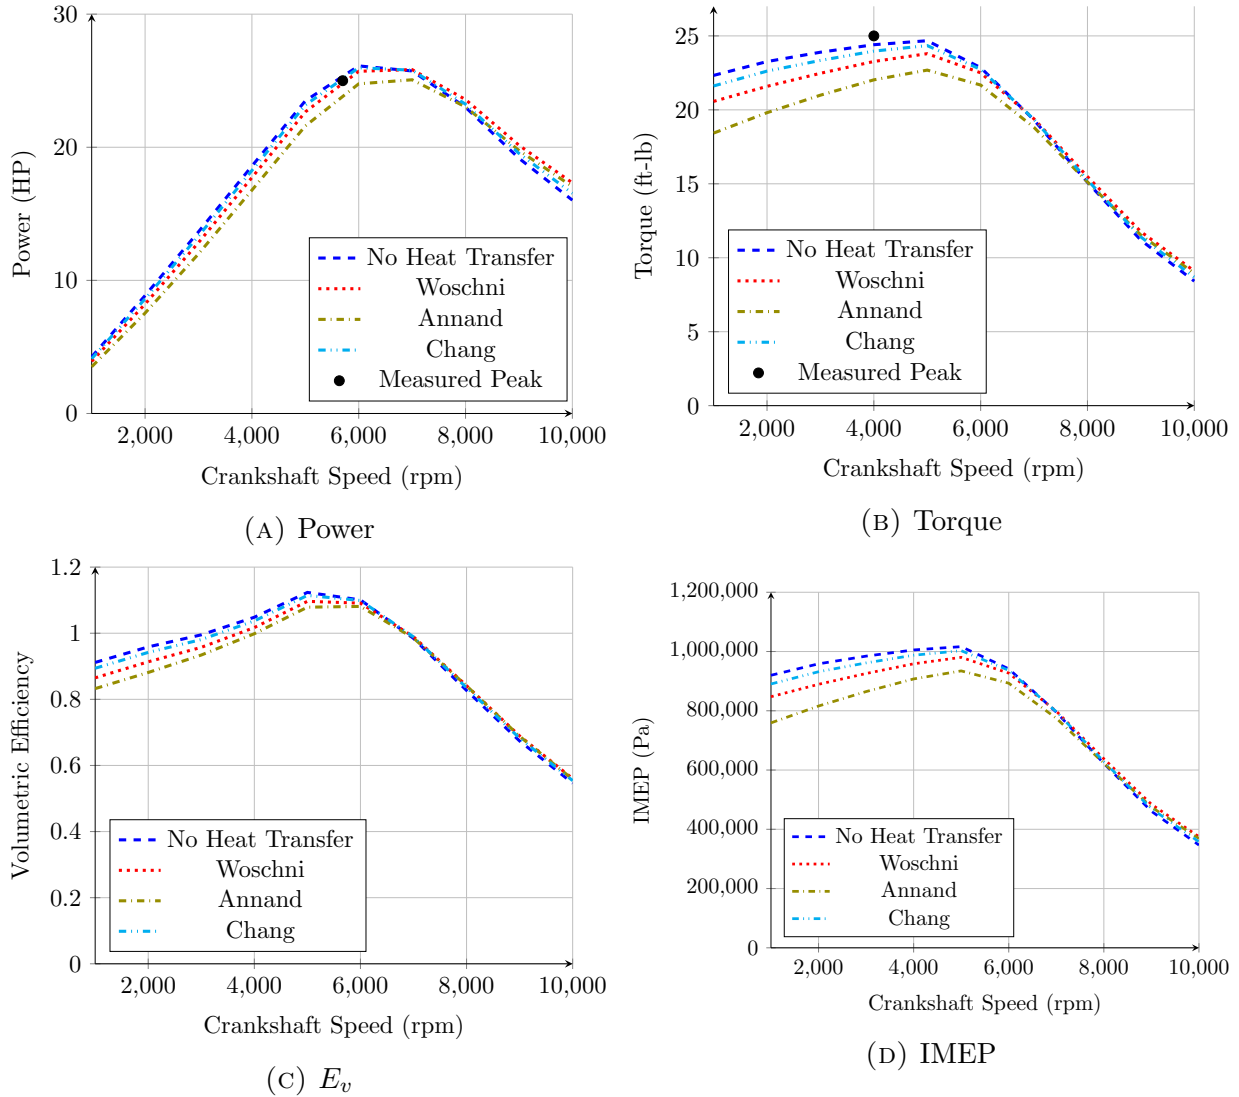 30
20
10
0
Power (HP)
No Heat Transfer
Woschni
Annand
Chang
Measured Peak
2,000 4,000 6,000 8,000 10,000
Crankshaft Speed (rpm)
(A) Power
25
20
15
10
5
0
Torque (ft-lb)
No Heat Transfer
Woschni
Annand
Chang
Measured Peak
2,000 4,000 6,000 8,000 10,000
Crankshaft Speed (rpm)
(B) Torque
1.2
1
0.8
0.6
0.4
0.2
0
Volumetric Efficiency
No Heat Transfer
Woschni
Annand
Chang
2,000 4,000 6,000 8,000 10,000
Crankshaft Speed (rpm)
(C) Ev
1,200,000
1,000,000
800,000
600,000
400,000
200,000
0
IMEP (Pa)
No Heat Transfer
Woschni
Annand
Chang
2,000 4,000 6,000 8,000 10,000
Crankshaft Speed (rpm)
(D) IMEP